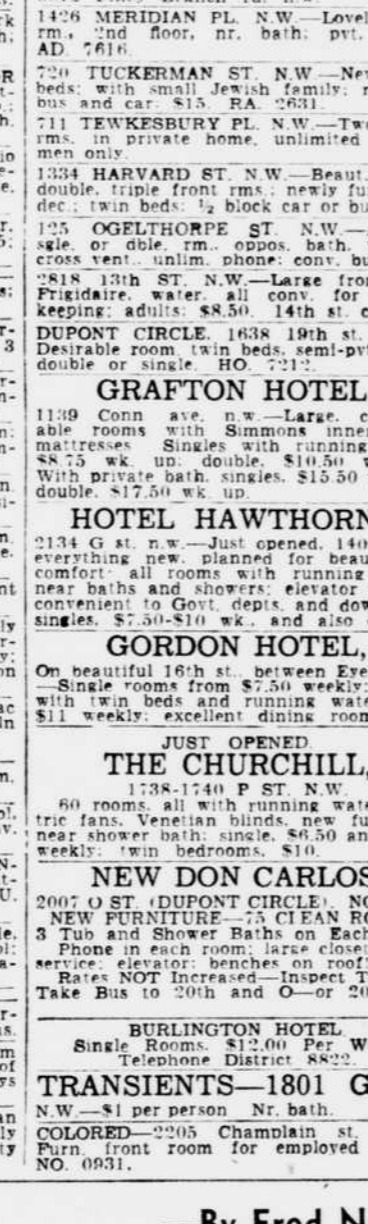 1426 MERIDIAN PL. N.W.—Lovel
rm., 2nd floor, nr. bath; pvt.
AD. 7616.
720 TUCKERMAN ST. N.W.—Ne
beds; with small Jewish family;
bus and car. $15. RA. 2631.
711 TEWKESBURY PL. N.W.—Tw
rms. in private home, unlimited
men only.
1334 HARVARD ST. N.W.—Beaut.
double, triple front rms.; newly fu
dec.; twin beds; ½ block car or bu
125 OGELTHORPE ST. N.W.—
sgle. or dble. rm., oppos. bath.
cross vent., unlim. phone; conv. bu
2818 13th ST. N.W.—Large fron
Frigidaire, water. all conv. for
keeping; adults; $8.50. 14th st. c
DUPONT CIRCLE. 1638 19th st.
Desirable room, twin beds, semi-pvt
double or single. HO. 7212.
GRAFTON HOTEL
1139 Conn ave. n.w.—Large, c
able rooms with Simmons inner
mattresses Singles with running
$8.75 wk. up; double, $10.50 w
With private bath, singles, $15.50
double, $17.50 wk. up.
HOTEL HAWTHORN
2134 G st. n.w.—Just opened. 140
everything new, planned for beau
comfort; all rooms with running
near baths and showers; elevator
convenient to Govt. depts. and dow
singles, $7.50-$10 wk., and also
GORDON HOTEL,
On beautiful 16th st., between Eye
—Single rooms from $7.50 weekly;
with twin beds and running wate
$11 weekly; excellent dining room
JUST OPENED.
THE CHURCHILL,
1738-1740 P ST. N.W.
60 rooms, all with running wate
tric fans, Venetian blinds, new fu
near shower bath; single, $6.50 an
weekly; twin bedrooms, $10.
NEW DON CARLOS
2007 O ST. (DUPONT CIRCLE). NO
NEW FURNITURE—75 CLEAN RO
3 Tub and Shower Baths on Each
Phone in each room; large closet
service; elevator; benches on roof
Rates NOT Increased—Inspect T
Take Bus to 20th and O—or 20
BURLINGTON HOTEL.
Single Rooms, $12.00 Per W
Telephone District 8822.
TRANSIENTS—1801 G
N.W.—$1 per person Nr. bath.
COLORED—2205 Champlain st.
Furn. front room for employed
NO. 0931.
By Fred N